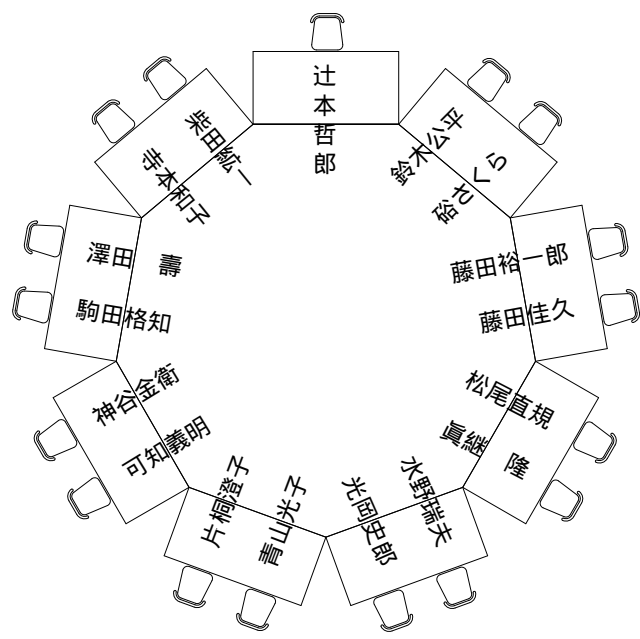 辻本哲郎
鈴木公平
硲さくら
藤田裕一郎
藤田佳久
松尾直規
眞継　隆
水野瑞夫
光岡史郎
青山光子
片桐澄子
可知義明
神谷金衛
駒田格知
澤田　壽
寺本和子
柴田紘一